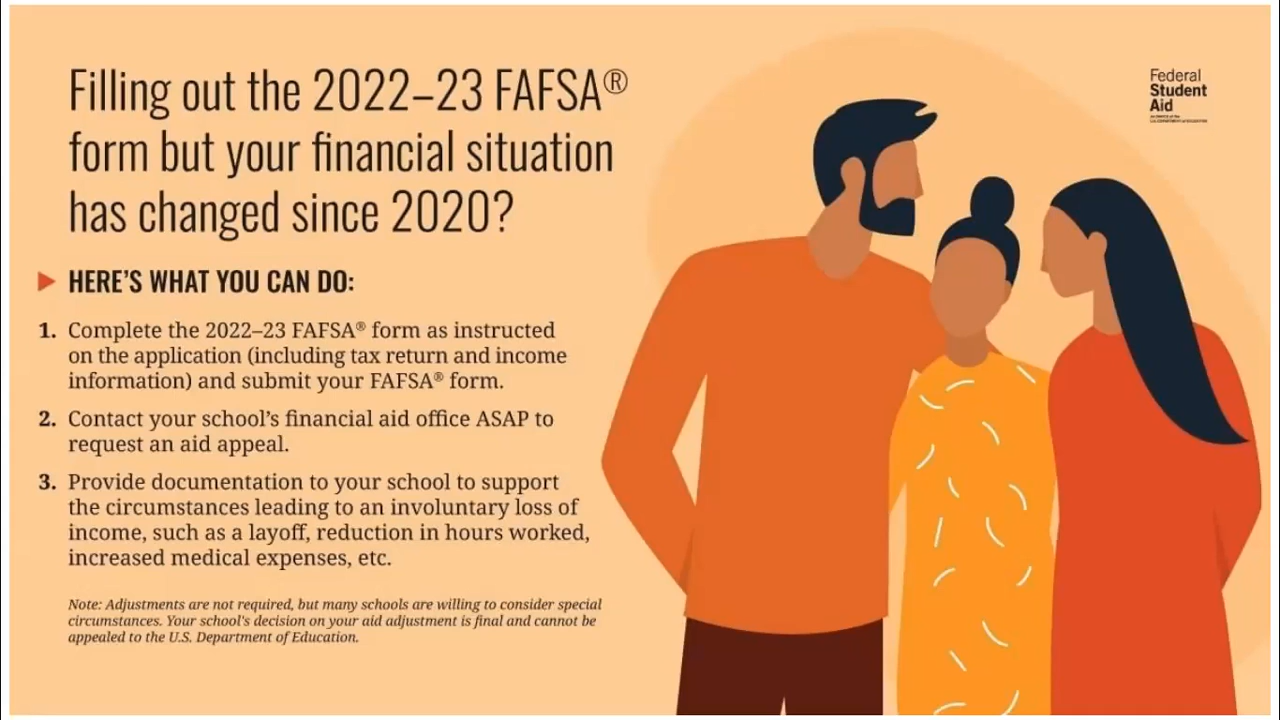 Filling out the 2022–23 FAFSA®
form but your financial situation
has changed since 2020?
HERE'S WHAT YOU CAN DO:
1. Complete the 2022–23 FAFSA® form as instructed
on the application (including tax return and income
information) and submit your FAFSA® form.
2. Contact your school's financial aid office ASAP to
request an aid appeal.
3. Provide documentation to your school to support
the circumstances leading to an involuntary loss of
income, such as a layoff, reduction in hours worked,
increased medical expenses, etc.
Note: Adjustments are not required, but many schools are willing to consider special
circumstances. Your school's decision on your aid adjustment is final and cannot be
appealed to the U.S. Department of Education.
Federal
Student
Aid
U.S. DEPARTMENT of EDUCATION